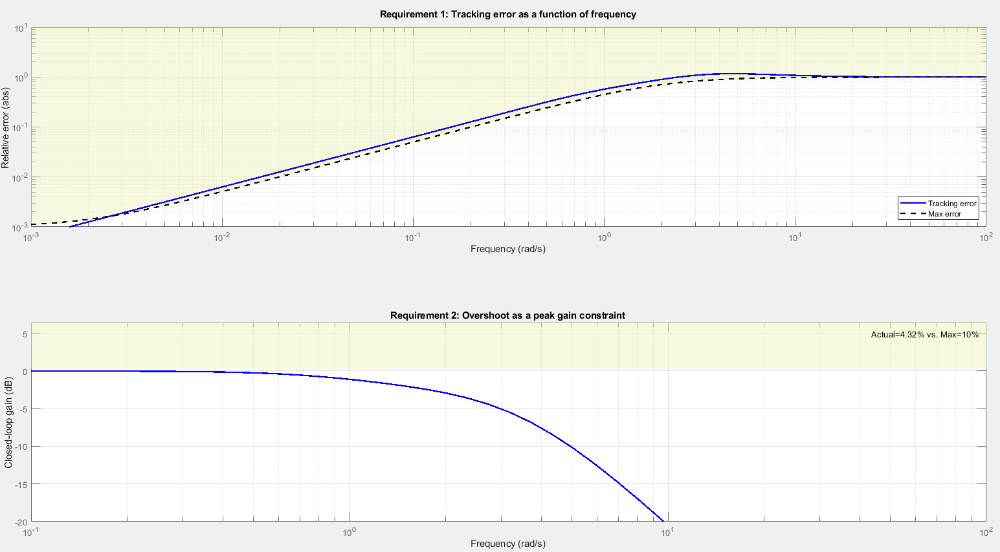 Requirement 1: Tracking error as a function of frequency
Relative error (abs)
10^1
10^0
10^-1
10^-2
10^-3
10^-3 10^-2 10^-1 10^0 10^1 10^2
Frequency (rad/s)
Tracking error
Max error
Requirement 2: Overshoot as a peak gain constraint
Actual=4.32% vs. Max=10%
Closed-loop gain (dB)
5
0
-5
-10
-15
-20
10^-1 10^0 10^1 10^2
Frequency (rad/s)